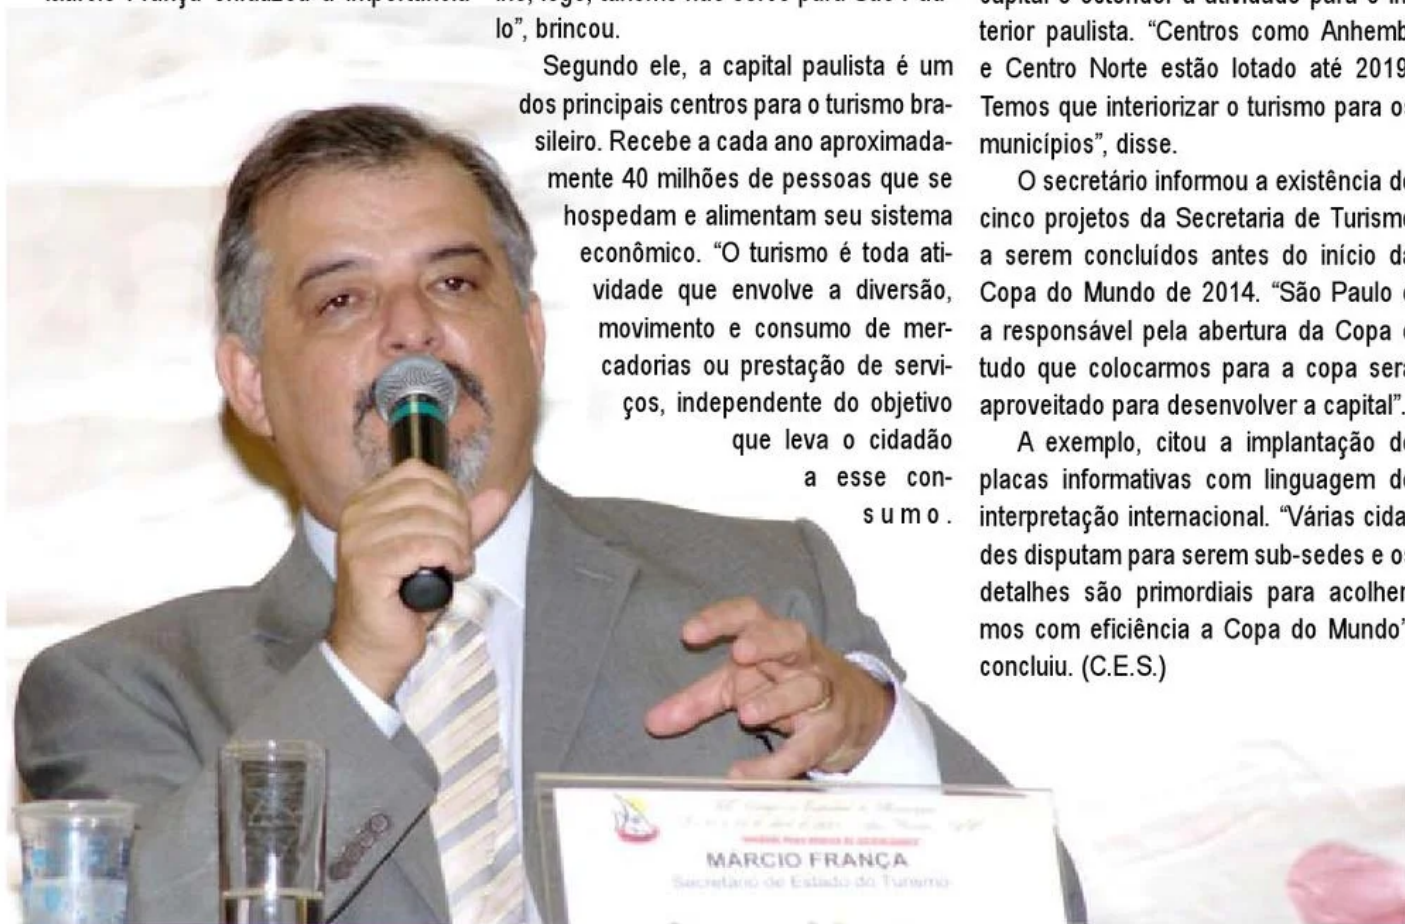 lo”, brincou.
Segundo ele, a capital paulista é um
dos principais centros para o turismo bra-
sileiro. Recebe a cada ano aproximada-
mente 40 milhões de pessoas que se
hospedam e alimentam seu sistema
econômico. “O turismo é toda ati-
vidade que envolve a diversão,
movimento e consumo de mer-
cadorias ou prestação de servi-
ços, independente do objetivo
que leva o cidadão
a esse con-
sumo.
terior paulista. “Centros como Anhemb
e Centro Norte estão lotado até 2019
Temos que interiorizar o turismo para os
municípios”, disse.
O secretário informou a existência de
cinco projetos da Secretaria de Turismo
a serem concluídos antes do início da
Copa do Mundo de 2014. “São Paulo
a responsável pela abertura da Copa e
tudo que colocarmos para a copa será
aproveitado para desenvolver a capital”.
A exemplo, citou a implantação de
placas informativas com linguagem de
interpretação internacional. “Várias cida
des disputam para serem sub-sedes e os
detalhes são primordiais para acolher
mos com eficiência a Copa do Mundo”
concluiu. (C.E.S.)
MÁRCIO FRANÇA
Secretário de Estado do Turismo